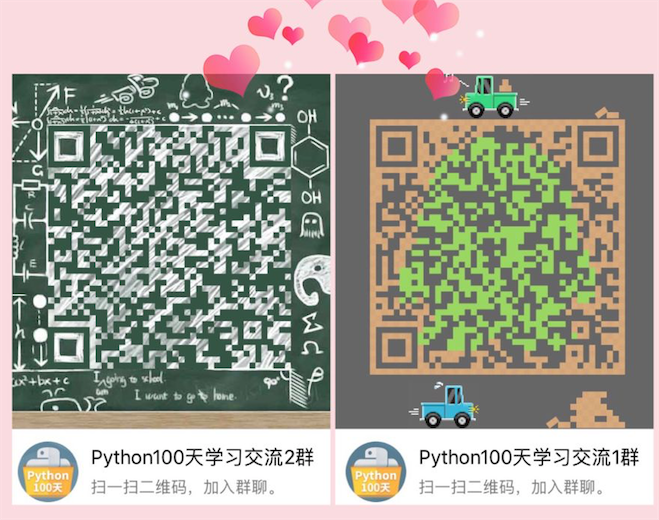 F
G
?
OH
OH
R
C
E
h
ax²+bx+c
I going to school.
am
I want to go to home.
Σ
Ω
Python100天学习交流2群
扫一扫二维码，加入群聊。
Python
100天
Python100天学习交流1群
扫一扫二维码，加入群聊。
Python
100天